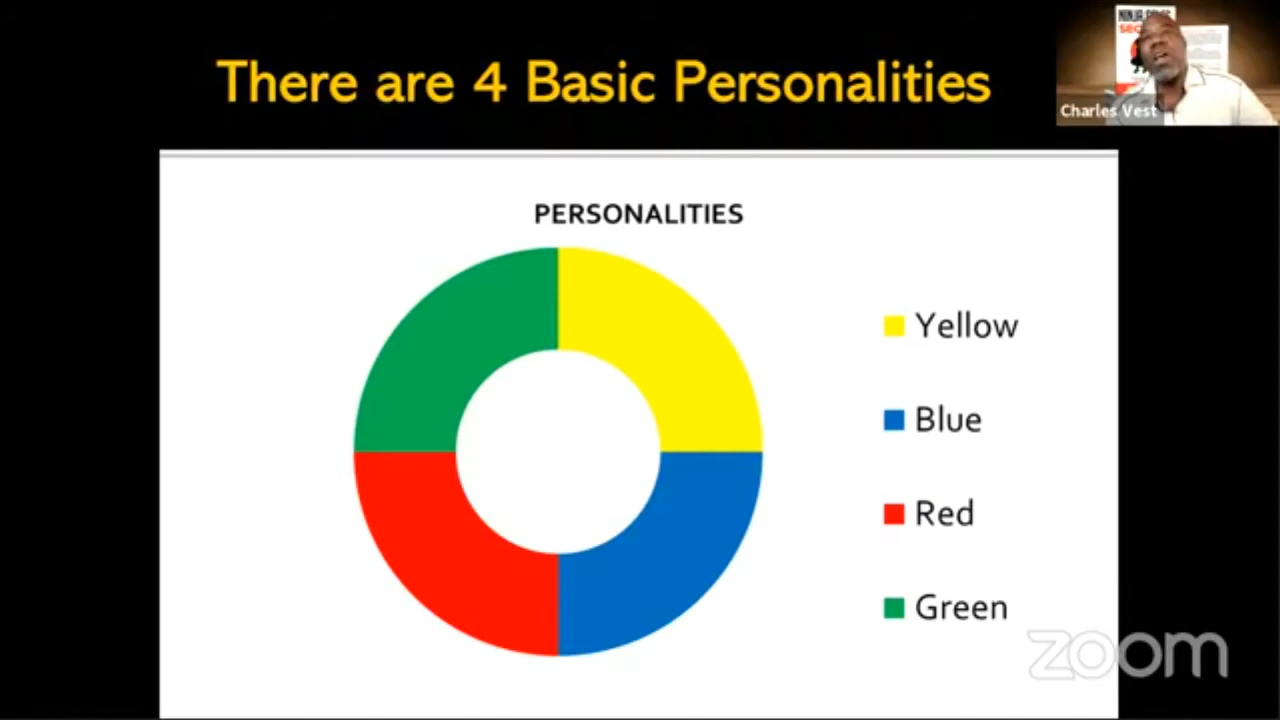 There are 4 Basic Personalities
Charles Vest
PERSONALITIES
Yellow
Blue
Red
Green
zoom